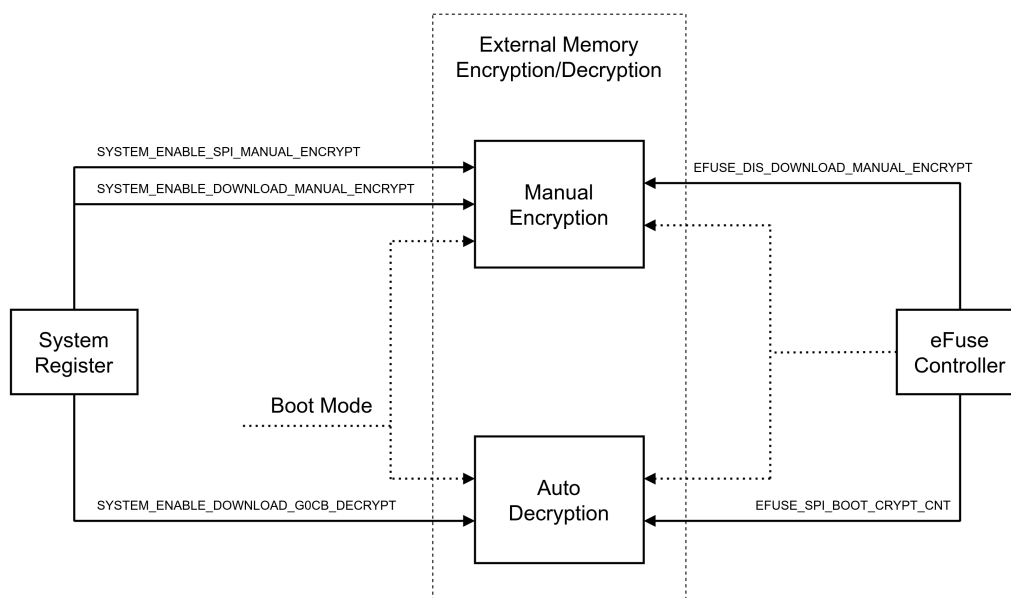 External Memory
Encryption/Decryption
SYSTEM_ENABLE_SPI_MANUAL_ENCRYPT
SYSTEM_ENABLE_DOWNLOAD_MANUAL_ENCRYPT
Manual
Encryption
EFUSE_DIS_DOWNLOAD_MANUAL_ENCRYPT
System
Register
eFuse
Controller
Boot Mode
SYSTEM_ENABLE_DOWNLOAD_G0CB_DECRYPT
Auto
Decryption
EFUSE_SPI_BOOT_CRYPT_CNT